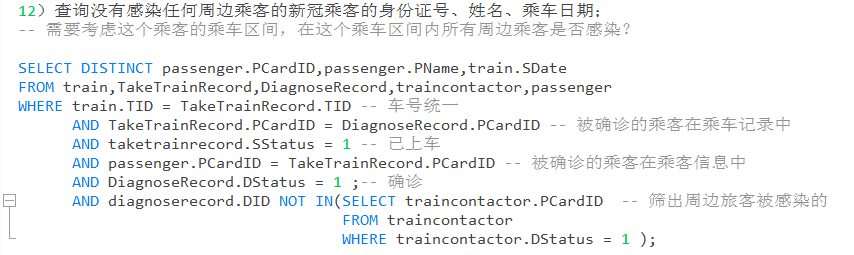 12）查询没有感染任何周边乘客的新冠乘客的身份证号、姓名、乘车日期;
-- 需要考虑这个乘客的乘车区间，在这个乘车区间内所有周边乘客是否感染？
SELECT DISTINCT passenger.PCardID,passenger.PName,train.SDate
FROM train,TakeTrainRecord,DiagnoseRecord,traincontactor,passenger
WHERE train.TID = TakeTrainRecord.TID -- 车号统一
AND TakeTrainRecord.PCardID = DiagnoseRecord.PCardID -- 被确诊的乘客在乘车记录中
AND taketrainrecord.SStatus = 1 -- 已上车
AND passenger.PCardID = TakeTrainRecord.PCardID -- 被确诊的乘客在乘客信息中
AND DiagnoseRecord.DStatus = 1 ;-- 确诊
AND diagnoserecord.DID NOT IN(SELECT traincontactor.PCardID -- 筛出周边旅客被感染的
FROM traincontactor
WHERE traincontactor.DStatus = 1 );